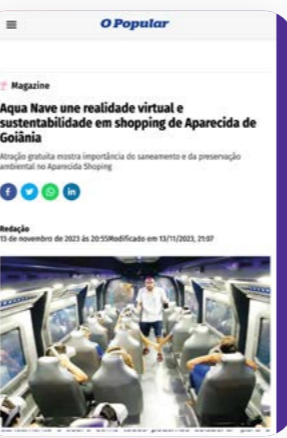 O Popular
Magazine
Aqua Nave une realidade virtual e
sustentabilidade em shopping de Aparecida de
Goiânia
Atração gratuita mostra importância do saneamento e da preservação
ambiental no Aparecida Shoping
Redação
13 de novembro de 2023 às 20:55Modificado em 13/11/2023, 21:07